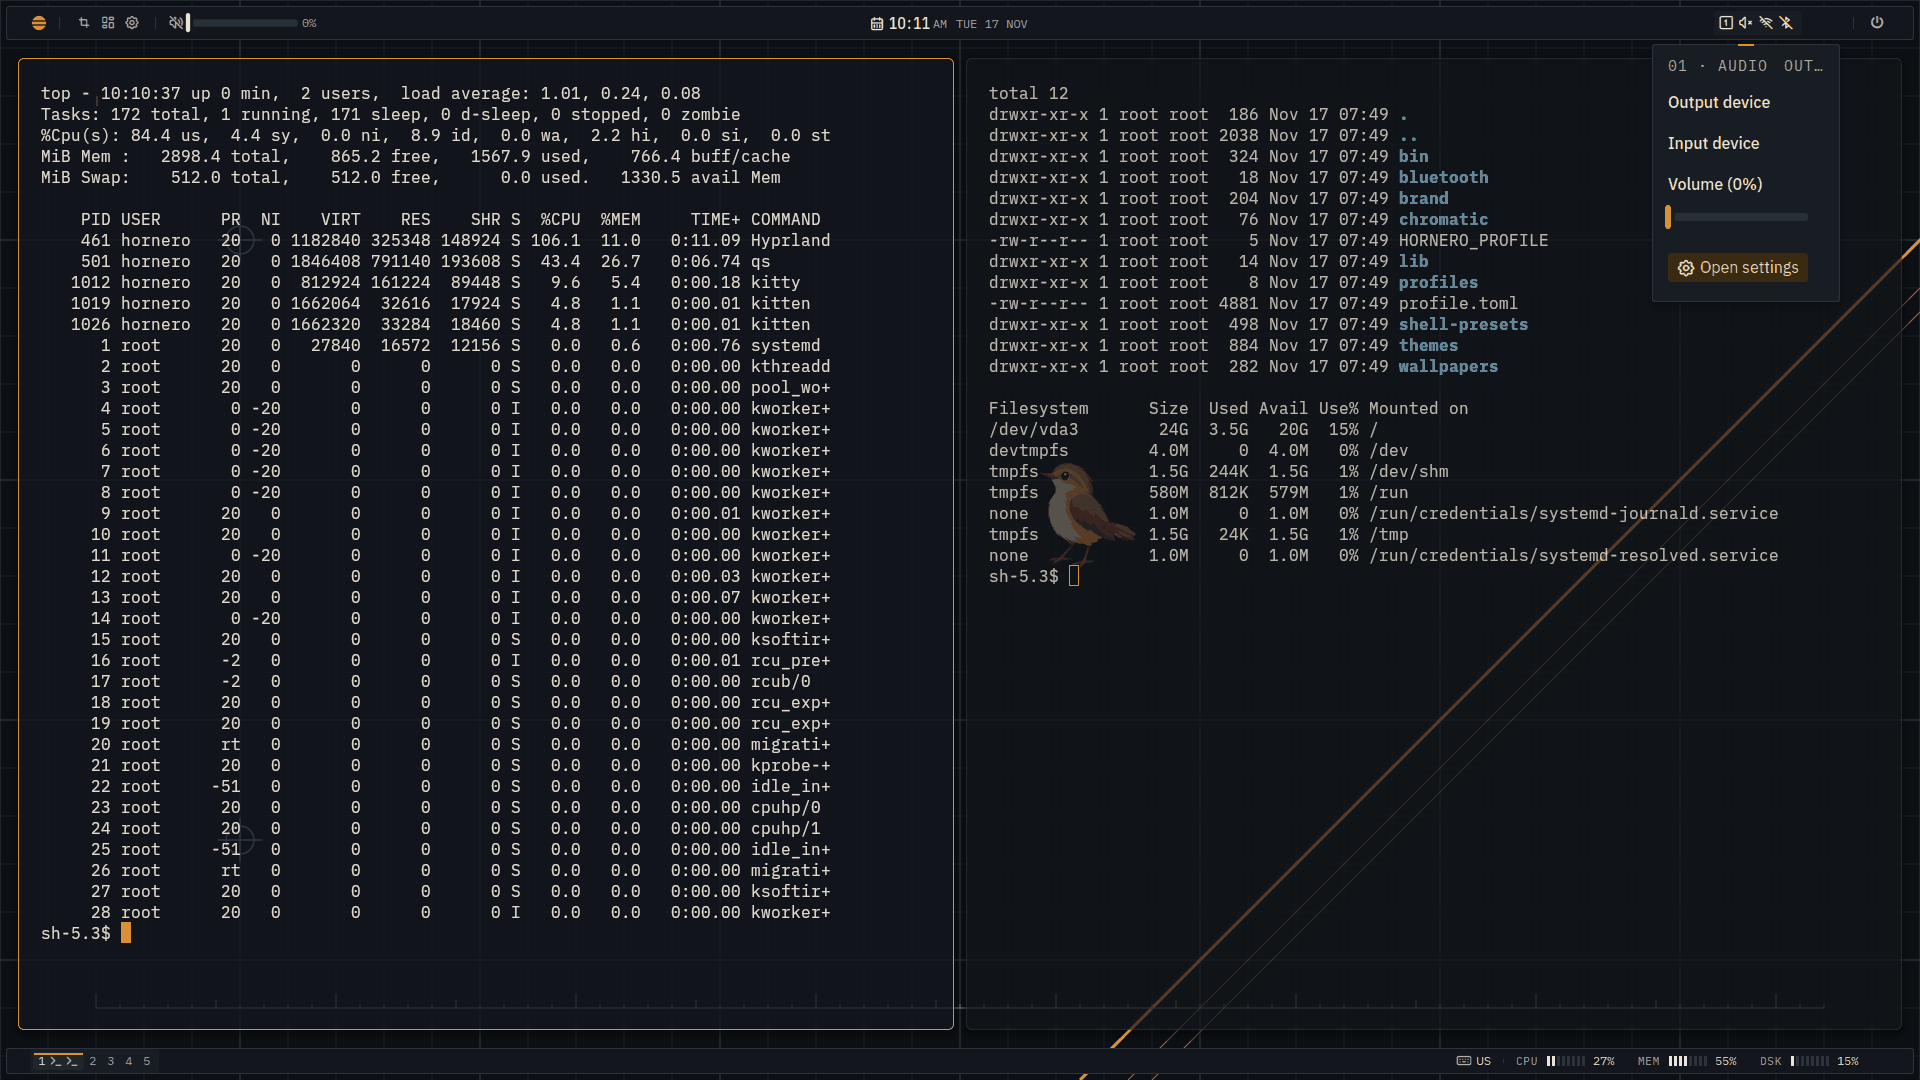 0%
10:11 AM TUE 17 NOV
1
top - 10:10:37 up 0 min,  2 users,  load average: 1.01, 0.24, 0.08
Tasks: 172 total, 1 running, 171 sleep, 0 d-sleep, 0 stopped, 0 zombie
%Cpu(s): 84.4 us,  4.4 sy,  0.0 ni,  8.9 id,  0.0 wa,  2.2 hi,  0.0 si,  0.0 st
MiB Mem :   2898.4 total,    865.2 free,   1567.9 used,    766.4 buff/cache
MiB Swap:    512.0 total,    512.0 free,      0.0 used.   1330.5 avail Mem
PID USER      PR  NI    VIRT    RES    SHR S  %CPU  %MEM     TIME+ COMMAND
461 hornero   20   0 1182840 325348 148924 S 106.1  11.0   0:11.09 Hyprland
501 hornero   20   0 1846408 791140 193608 S  43.4  26.7   0:06.74 qs
1012 hornero   20   0  812924 161224  89448 S   9.6   5.4   0:00.18 kitty
1019 hornero   20   0 1662064  32616  17924 S   4.8   1.1   0:00.01 kitten
1026 hornero   20   0 1662320  33284  18460 S   4.8   1.1   0:00.01 kitten
1 root      20   0   27840  16572  12156 S   0.0   0.6   0:00.76 systemd
2 root      20   0       0      0      0 S   0.0   0.0   0:00.00 kthreadd
3 root      20   0       0      0      0 S   0.0   0.0   0:00.00 pool_wo+
4 root       0 -20       0      0      0 I   0.0   0.0   0:00.00 kworker+
5 root       0 -20       0      0      0 I   0.0   0.0   0:00.00 kworker+
6 root       0 -20       0      0      0 I   0.0   0.0   0:00.00 kworker+
7 root       0 -20       0      0      0 I   0.0   0.0   0:00.00 kworker+
8 root       0 -20       0      0      0 I   0.0   0.0   0:00.00 kworker+
9 root      20   0       0      0      0 I   0.0   0.0   0:00.01 kworker+
10 root      20   0       0      0      0 I   0.0   0.0   0:00.00 kworker+
11 root       0 -20       0      0      0 I   0.0   0.0   0:00.00 kworker+
12 root      20   0       0      0      0 I   0.0   0.0   0:00.03 kworker+
13 root      20   0       0      0      0 I   0.0   0.0   0:00.07 kworker+
14 root       0 -20       0      0      0 I   0.0   0.0   0:00.00 kworker+
15 root      20   0       0      0      0 S   0.0   0.0   0:00.00 ksoftir+
16 root      -2   0       0      0      0 I   0.0   0.0   0:00.01 rcu_pre+
17 root      -2   0       0      0      0 S   0.0   0.0   0:00.00 rcub/0
18 root      20   0       0      0      0 S   0.0   0.0   0:00.00 rcu_exp+
19 root      20   0       0      0      0 S   0.0   0.0   0:00.00 rcu_exp+
20 root      rt   0       0      0      0 S   0.0   0.0   0:00.00 migrati+
21 root      20   0       0      0      0 S   0.0   0.0   0:00.00 kprobe-+
22 root     -51   0       0      0      0 S   0.0   0.0   0:00.00 idle_in+
23 root      20   0       0      0      0 S   0.0   0.0   0:00.00 cpuhp/0
24 root      20   0       0      0      0 S   0.0   0.0   0:00.00 cpuhp/1
25 root     -51   0       0      0      0 S   0.0   0.0   0:00.00 idle_in+
26 root      rt   0       0      0      0 S   0.0   0.0   0:00.00 migrati+
27 root      20   0       0      0      0 S   0.0   0.0   0:00.00 ksoftir+
28 root      20   0       0      0      0 I   0.0   0.0   0:00.00 kworker+
sh-5.3$
total 12
drwxr-xr-x 1 root root  186 Nov 17 07:49 .
drwxr-xr-x 1 root root 2038 Nov 17 07:49 ..
drwxr-xr-x 1 root root  324 Nov 17 07:49 bin
drwxr-xr-x 1 root root   18 Nov 17 07:49 bluetooth
drwxr-xr-x 1 root root  204 Nov 17 07:49 brand
drwxr-xr-x 1 root root   76 Nov 17 07:49 chromatic
-rw-r--r-- 1 root root    5 Nov 17 07:49 HORNERO_PROFILE
drwxr-xr-x 1 root root   14 Nov 17 07:49 lib
drwxr-xr-x 1 root root    8 Nov 17 07:49 profiles
-rw-r--r-- 1 root root 4881 Nov 17 07:49 profile.toml
drwxr-xr-x 1 root root  498 Nov 17 07:49 shell-presets
drwxr-xr-x 1 root root  884 Nov 17 07:49 themes
drwxr-xr-x 1 root root  282 Nov 17 07:49 wallpapers
Filesystem      Size  Used Avail Use% Mounted on
/dev/vda3        24G  3.5G   20G  15% /
devtmpfs        4.0M     0  4.0M   0% /dev
tmpfs           1.5G  244K  1.5G   1% /dev/shm
tmpfs           580M  812K  579M   1% /run
none            1.0M     0  1.0M   0% /run/credentials/systemd-journald.service
tmpfs           1.5G   24K  1.5G   1% /tmp
none            1.0M     0  1.0M   0% /run/credentials/systemd-resolved.service
sh-5.3$
01 · AUDIO OUT…
Output device
Input device
Volume (0%)
Open settings
1 >_ >_ 2 3 4 5
US CPU 27% MEM 55% DSK 15%